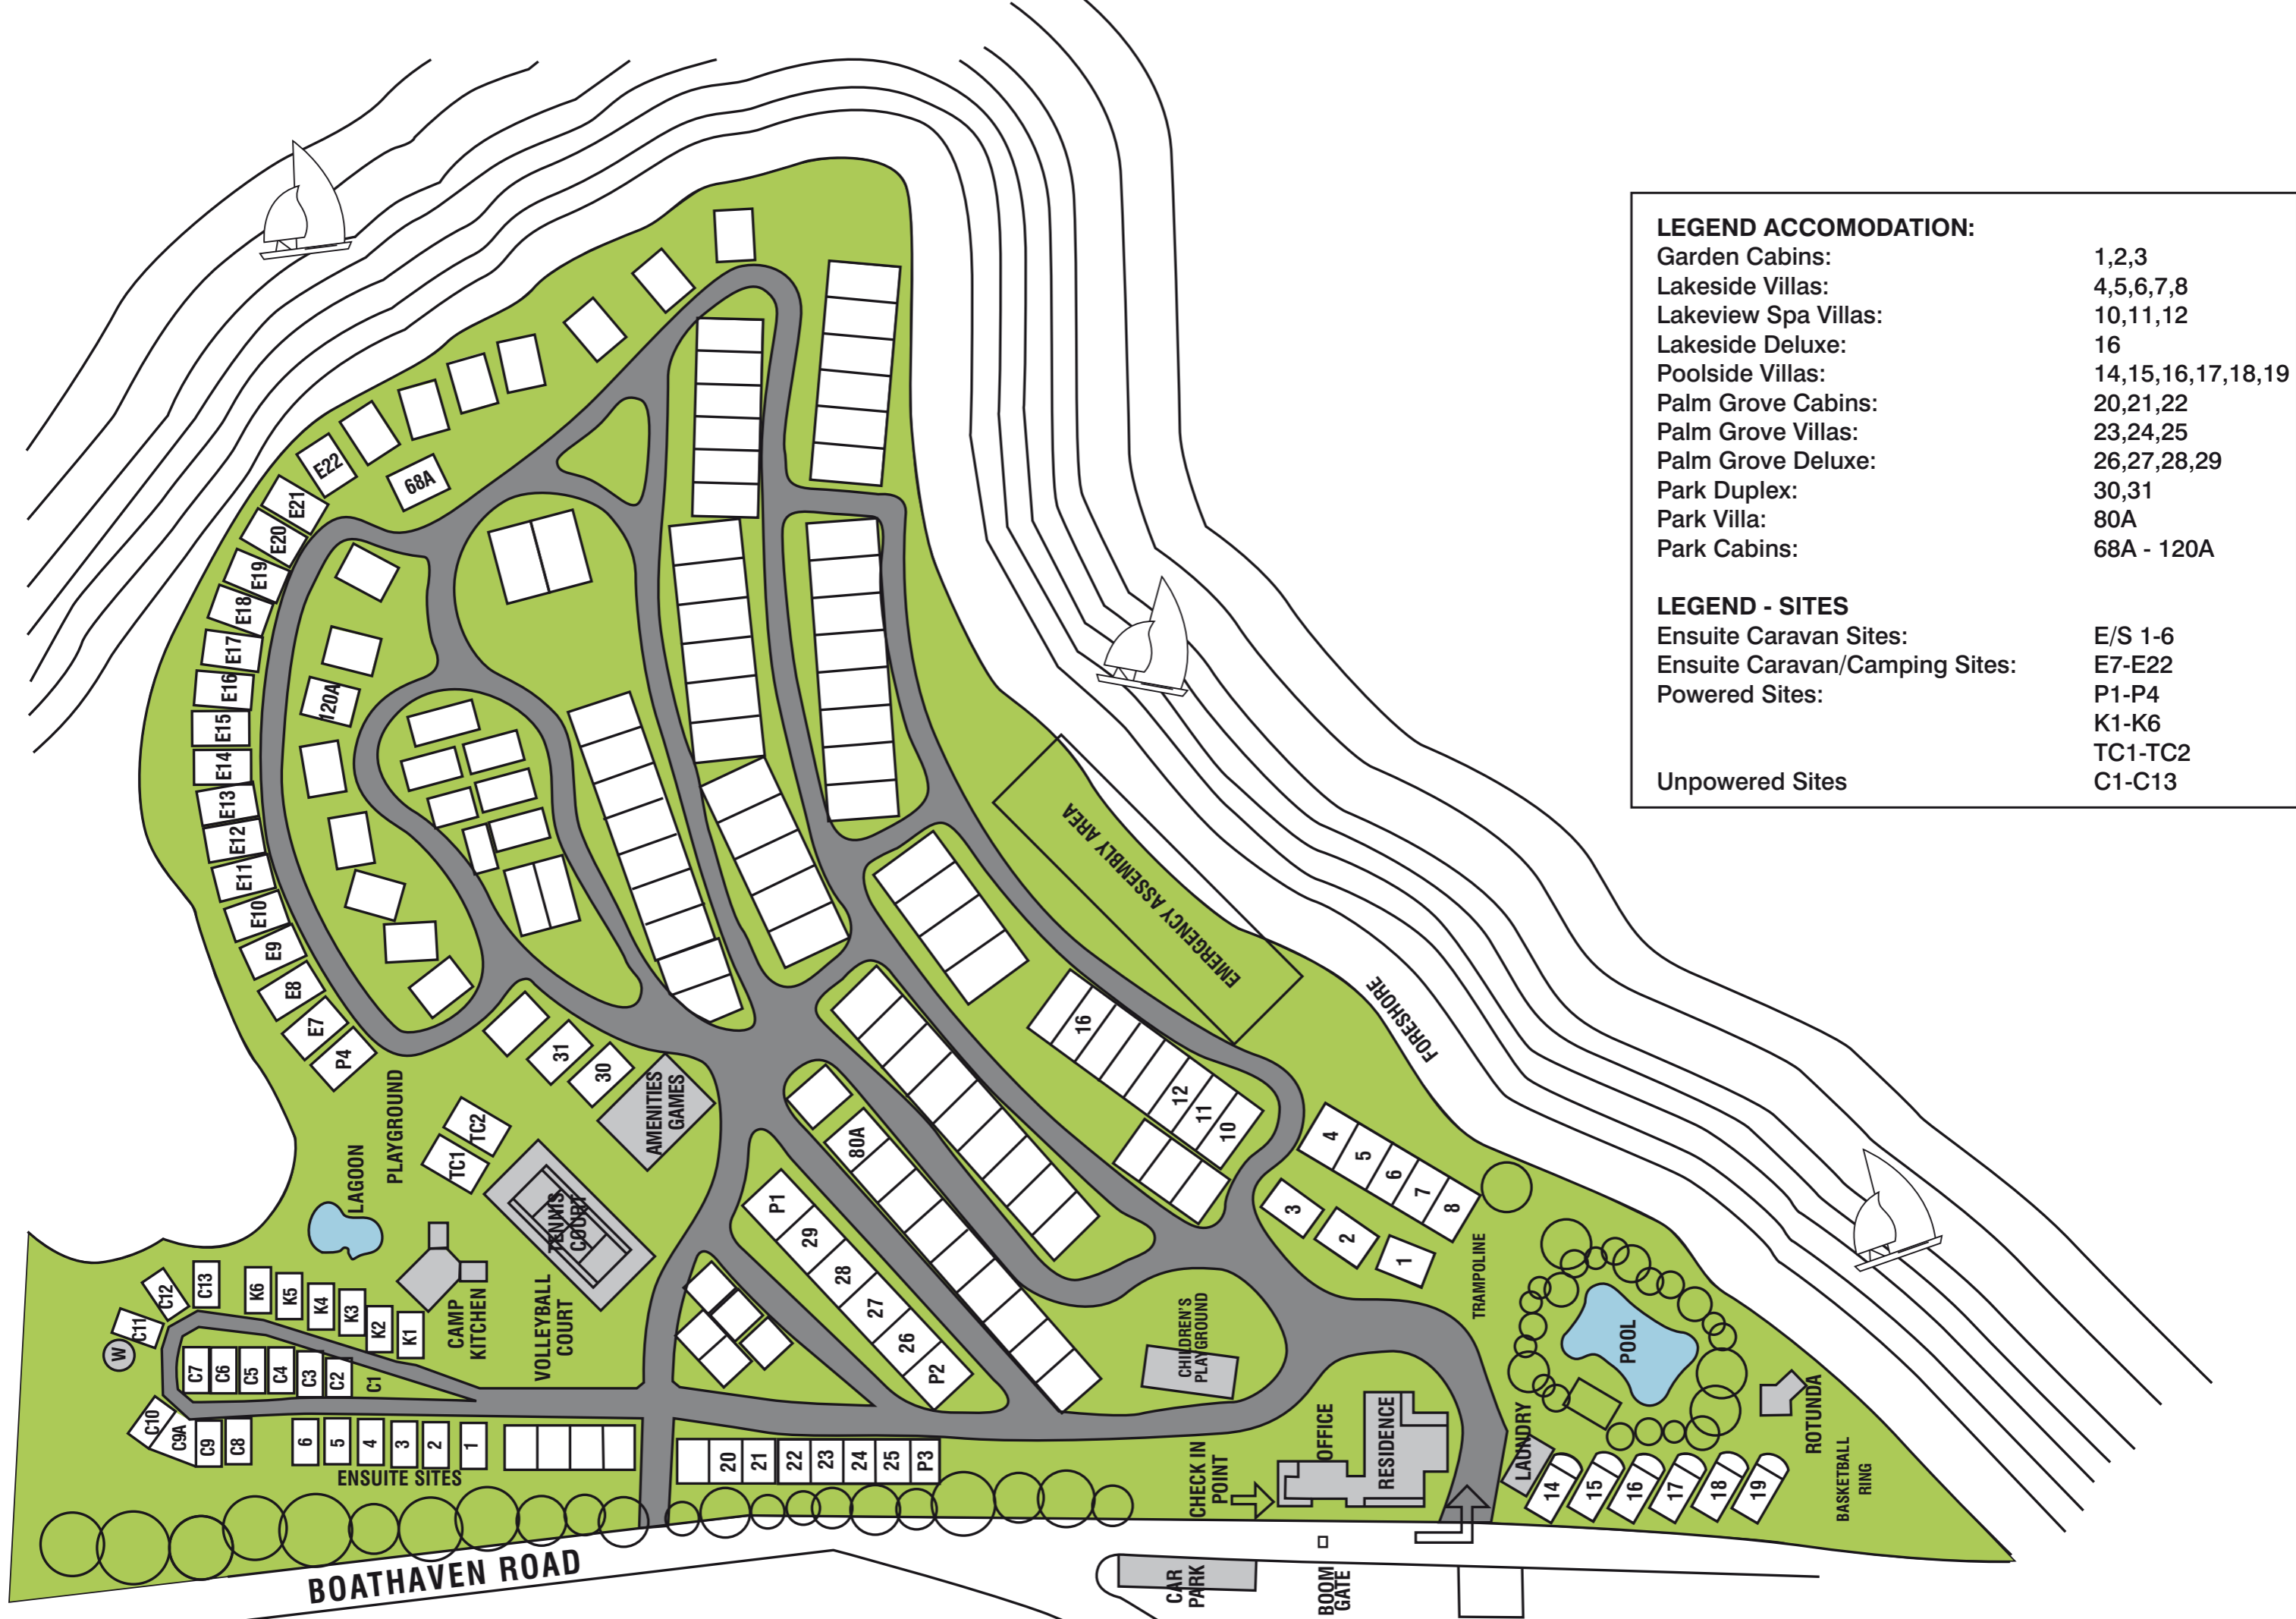 LEGEND ACCOMODATION:
Garden Cabins: 1,2,3
Lakeside Villas: 4,5,6,7,8
Lakeview Spa Villas: 10,11,12
Lakeside Deluxe: 16
Poolside Villas: 14,15,16,17,18,19
Palm Grove Cabins: 20,21,22
Palm Grove Villas: 23,24,25
Palm Grove Deluxe: 26,27,28,29
Park Duplex: 30,31
Park Villa: 80A
Park Cabins: 68A - 120A
LEGEND - SITES
Ensuite Caravan Sites: E/S 1-6
Ensuite Caravan/Camping Sites: E7-E22
Powered Sites: P1-P4
K1-K6
TC1-TC2
Unpowered Sites C1-C13
E22
68A
E21
E20
E19
E18
E17
E16
120A
E15
E14
E13
E12
E11
E10
E9
E8
E7
P4
31
30
AMENITIES
GAMES
PLAYGROUND
LAGOON
TC2
TC1
TENNIS
COURT
CAMP
KITCHEN
VOLLEYBALL
COURT
C13
C12
C11
W
K6
K5
K4
K3
K2
K1
C7
C6
C5
C4
C3
C2
C1
C10
C9A
C9
C8
6
5
4
3
2
1
ENSUITE SITES
BOATHAVEN ROAD
20
21
22
23
24
25
P3
80A
P1
29
28
27
26
P2
EMERGENCY ASSEMBLY AREA
FORESHORE
16
12
11
10
4
5
6
7
8
3
2
1
TRAMPOLINE
CHILDREN'S
PLAYGROUND
POOL
ROTUNDA
BASKETBALL
RING
LAUNDRY
14
15
16
17
18
19
OFFICE
RESIDENCE
CHECK IN
POINT
CAR
PARK
BOOM
GATE